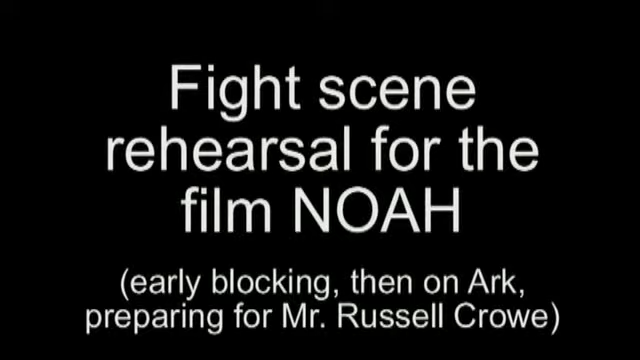 Fight scene
rehearsal for the
film NOAH
(early blocking, then on Ark,
preparing for Mr. Russell Crowe)